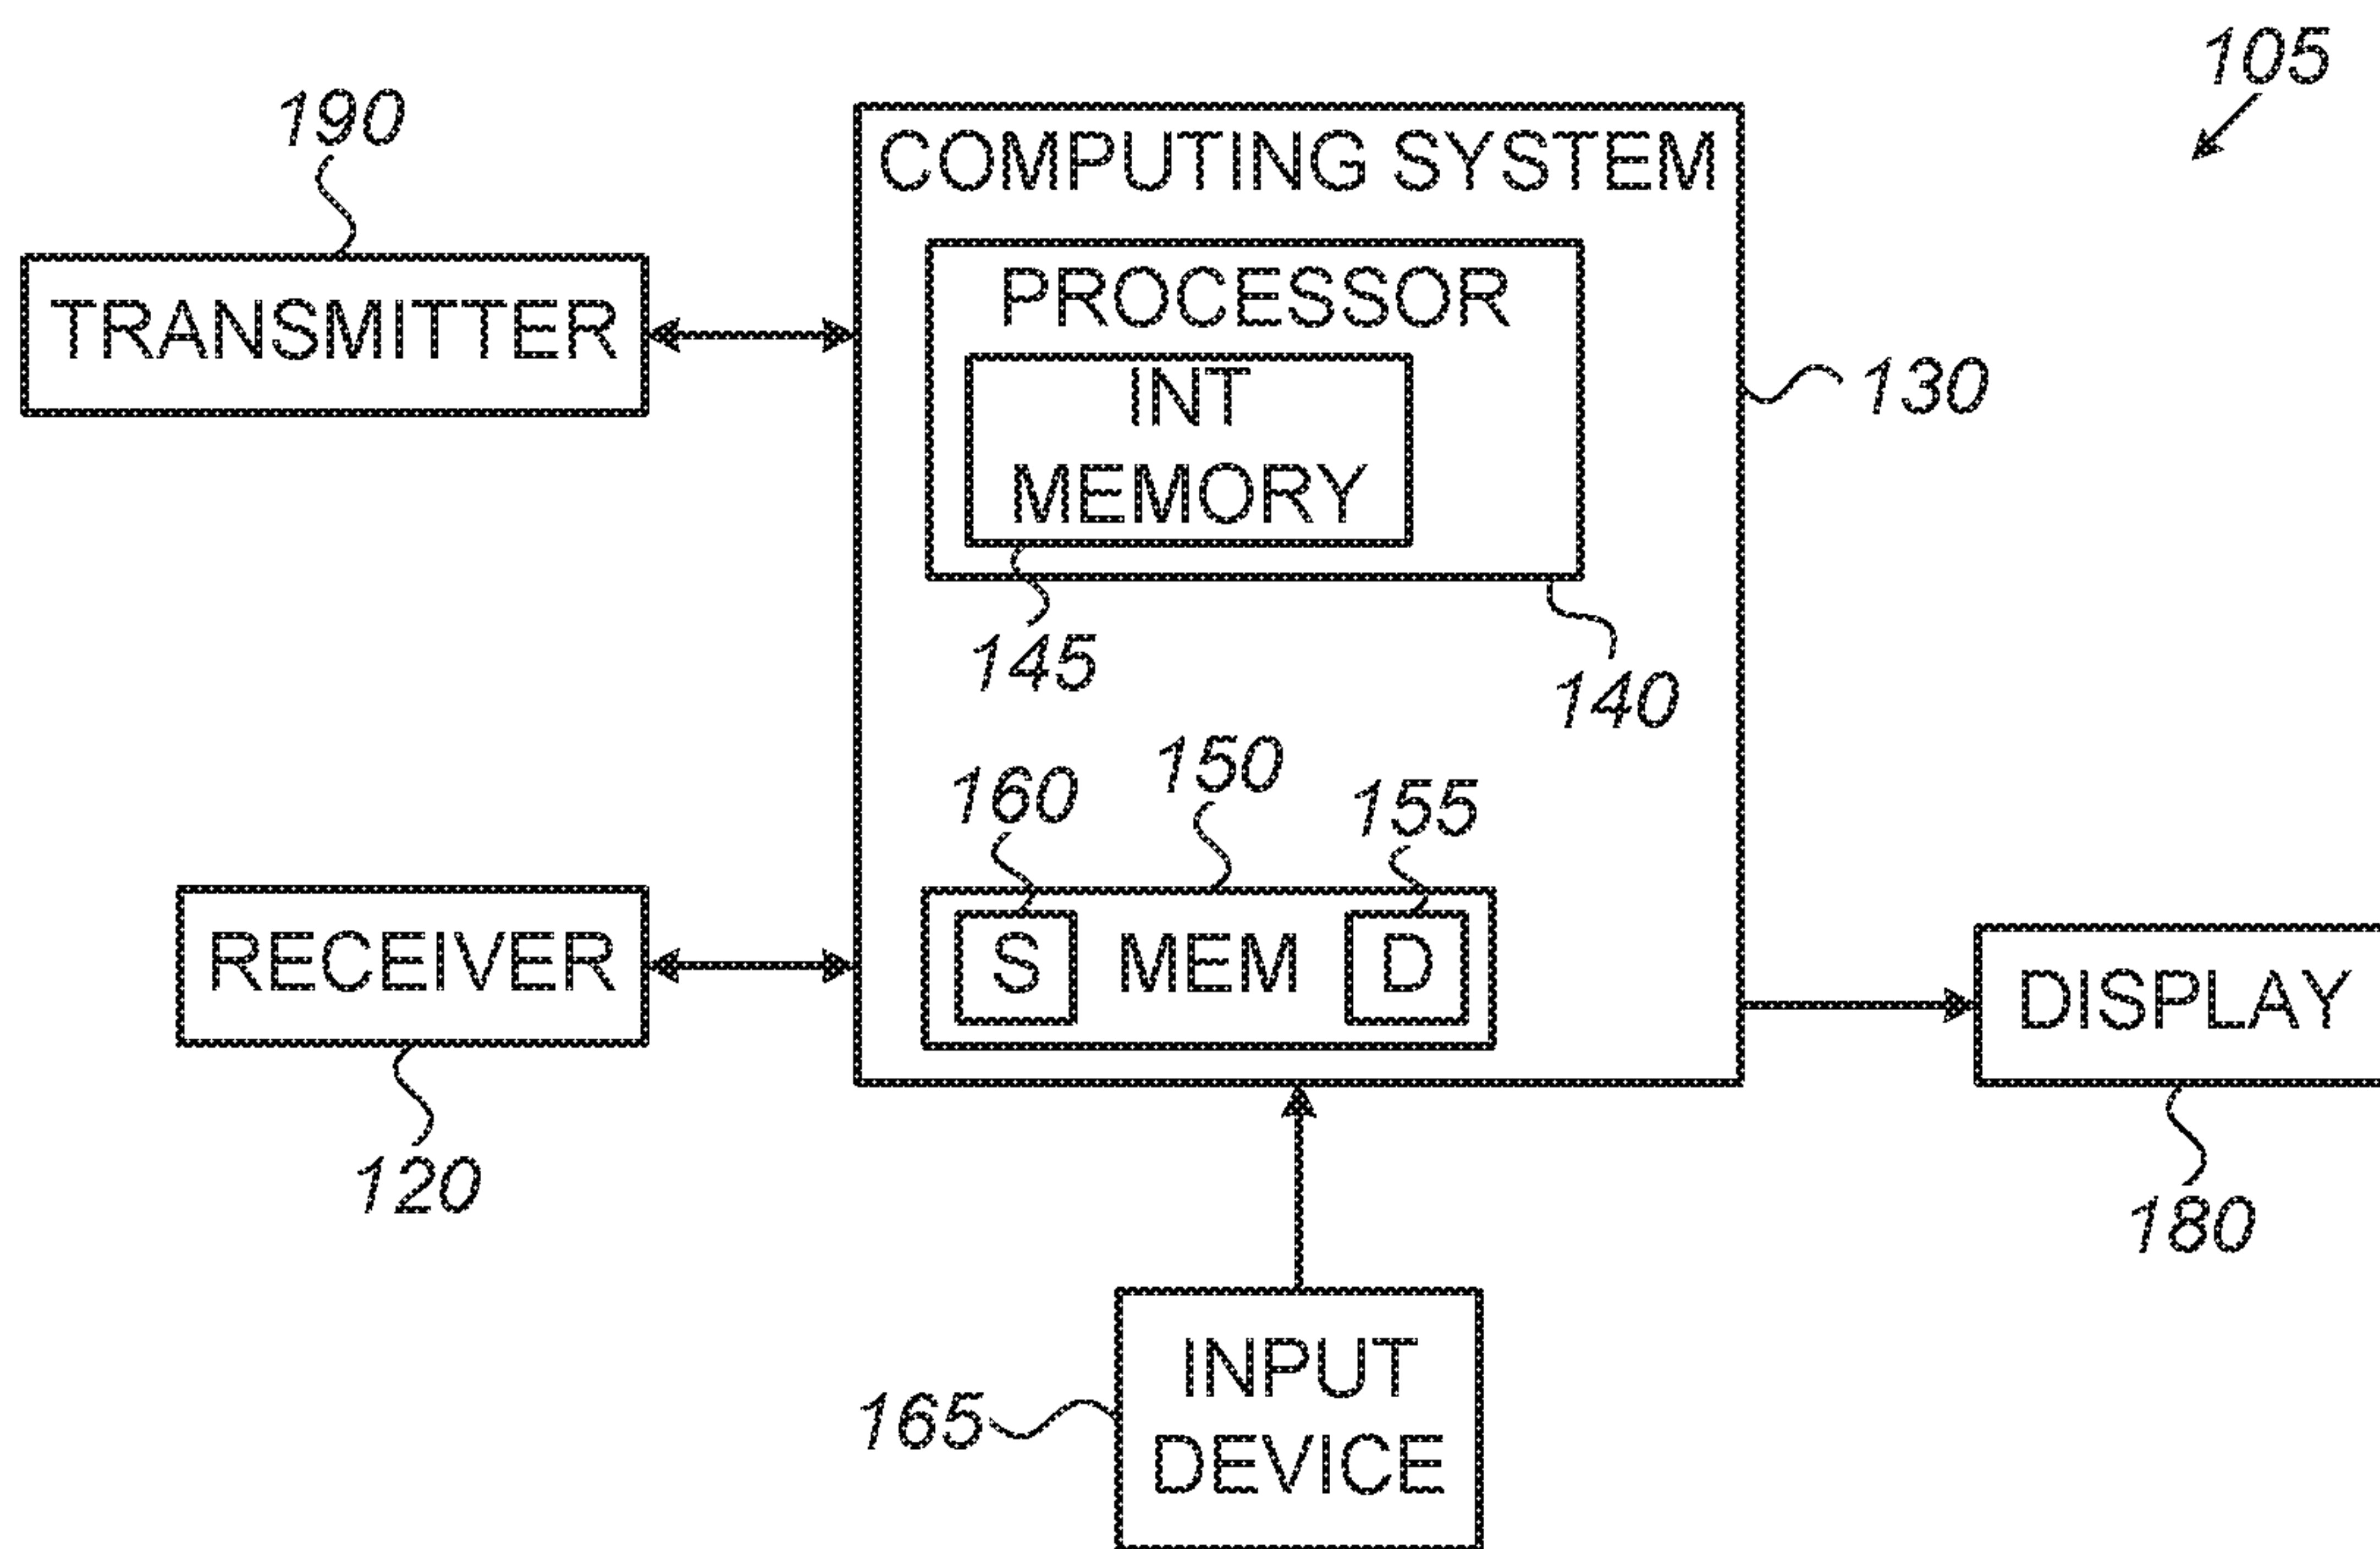 105
190
COMPUTING SYSTEM
TRANSMITTER
PROCESSOR
INT
MEMORY
130
145
140
160
150
155
RECEIVER
S
MEM
D
DISPLAY
120
180
INPUT
DEVICE
165